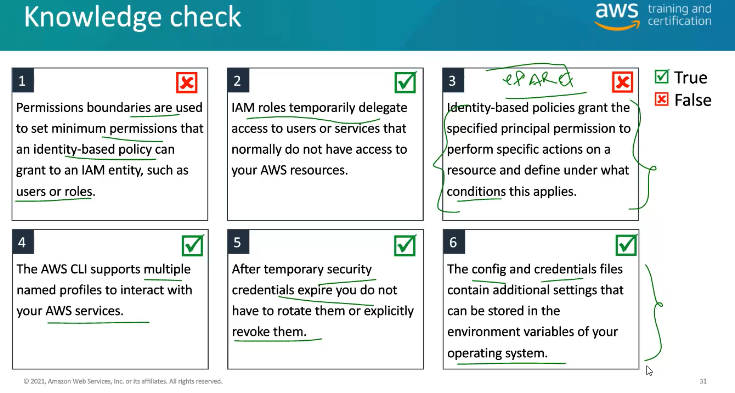 Knowledge check
aws training and
certification
1
Permissions boundaries are used
to set minimum permissions that
an identity-based policy can
grant to an IAM entity, such as
users or roles.
2
IAM roles temporarily delegate
access to users or services that
normally do not have access to
your AWS resources.
3
Identity-based policies grant the
specified principal permission to
perform specific actions on a
resource and define under what
conditions this applies.
True
False
4
The AWS CLI supports multiple
named profiles to interact with
your AWS services.
5
After temporary security
credentials expire you do not
have to rotate them or explicitly
revoke them.
6
The config and credentials files
contain additional settings that
can be stored in the
environment variables of your
operating system.
© 2021, Amazon Web Services, Inc. or its affiliates. All rights reserved.
31